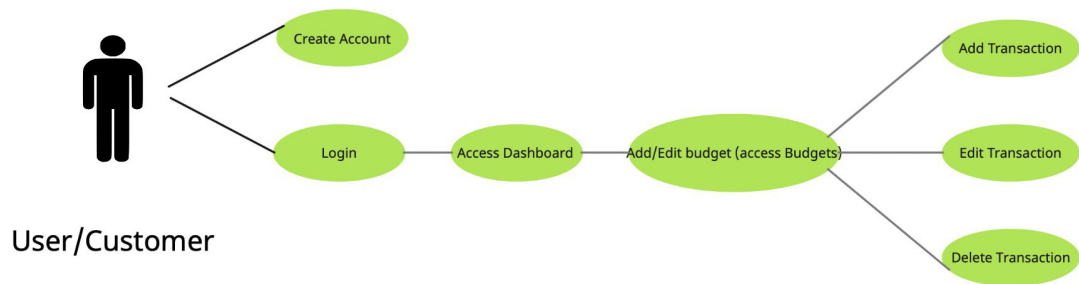 Create Account
Add Transaction
Login
Access Dashboard
Add/Edit budget (access Budgets)
Edit Transaction
User/Customer
Delete Transaction